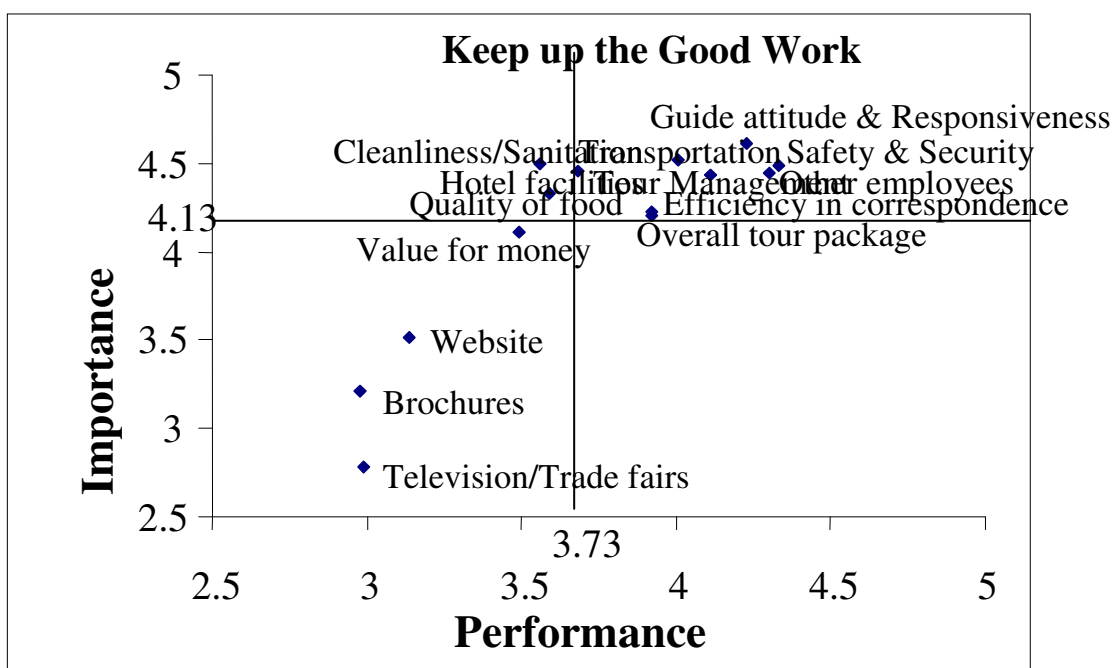 Keep up the Good Work
5
Guide attitude & Responsiveness
4.5
Cleanliness/Sanitation
Transportation
Safety & Security
Hotel facilities
Tour Management
Other employees
Quality of food
Efficiency in correspondence
4.13
Overall tour package
4
Value for money
Importance
3.5
Website
Brochures
3
Television/Trade fairs
2.5
3.73
2.5 3 3.5 4 4.5 5
Performance